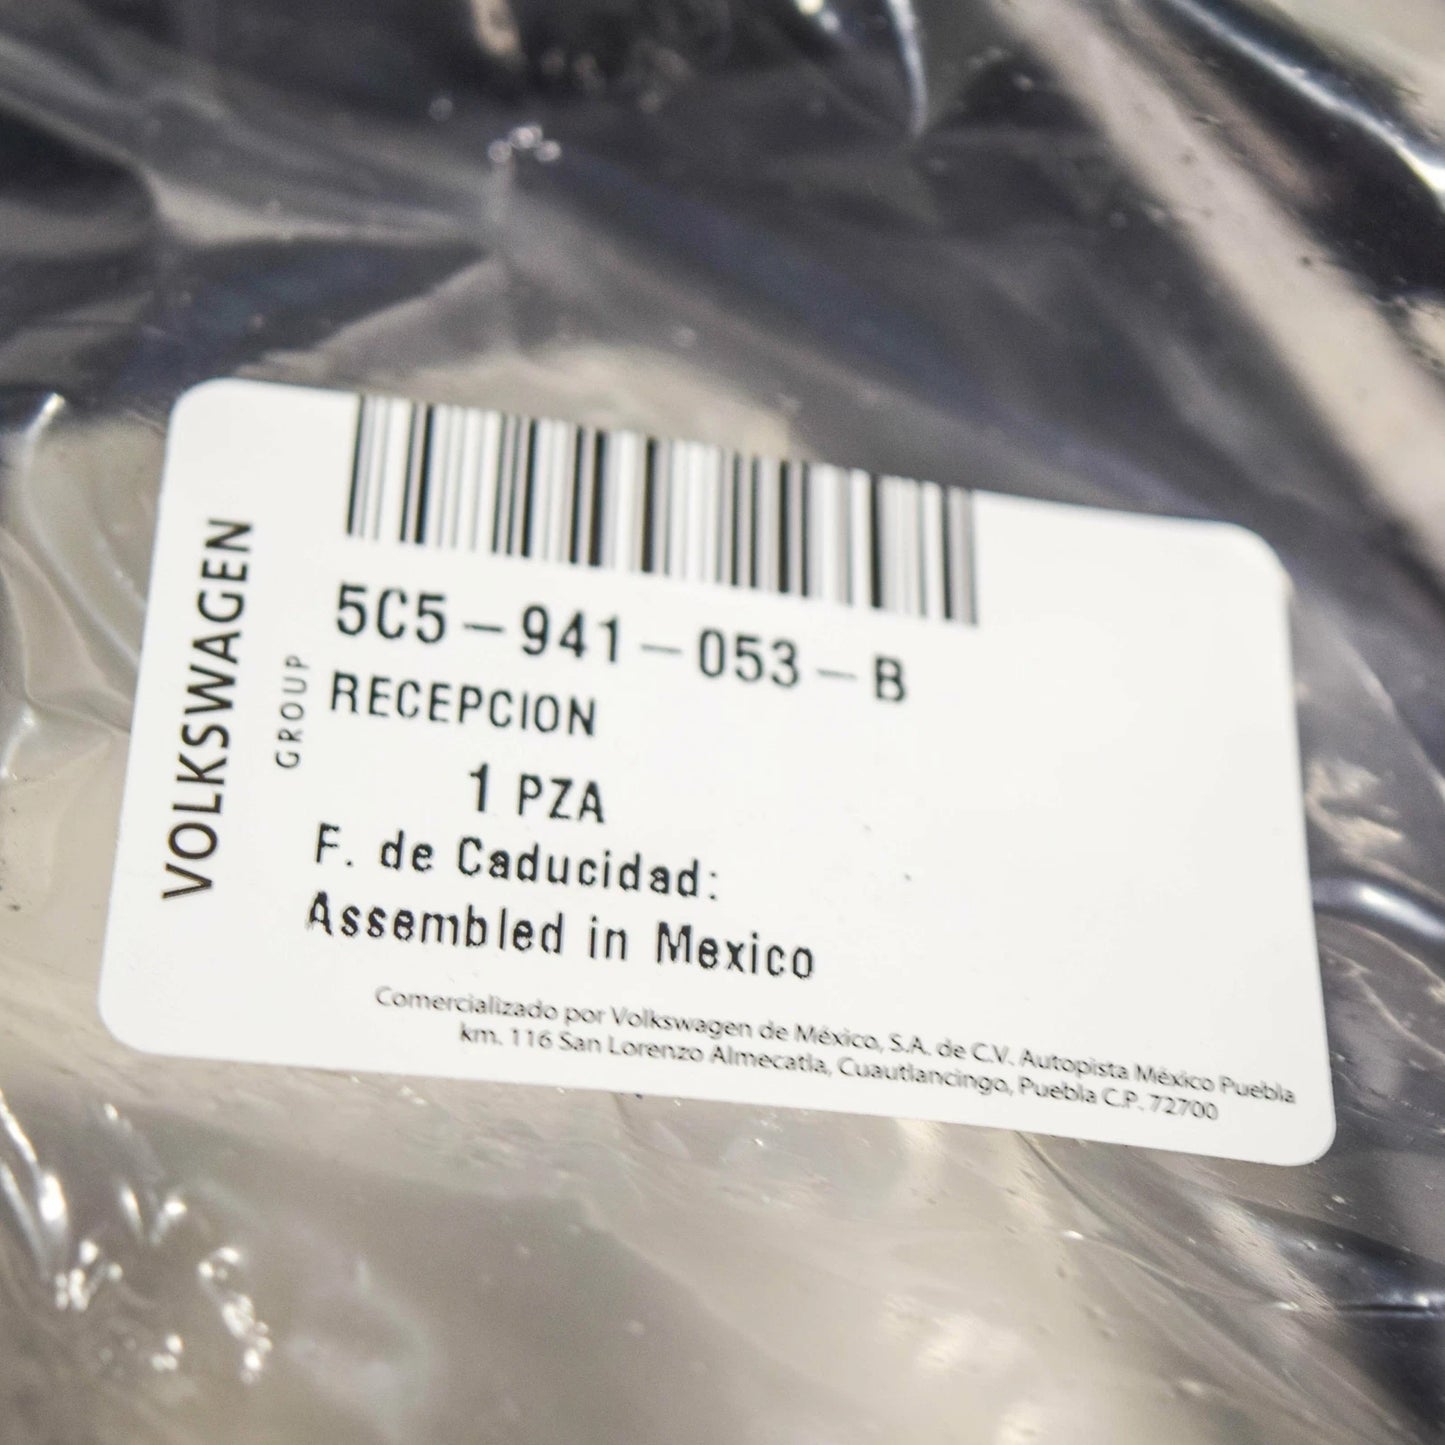 VOLKSWAGEN
GROUP
5C5-941-053-B
RECEPCION
1 PZA
F. de Caducidad:
Assembled in Mexico
Comercializado por Volkswagen de México, S.A. de C.V. Autopista México Puebla
km. 116 San Lorenzo Almecatla, Cuautlancingo, Puebla C.P. 72700